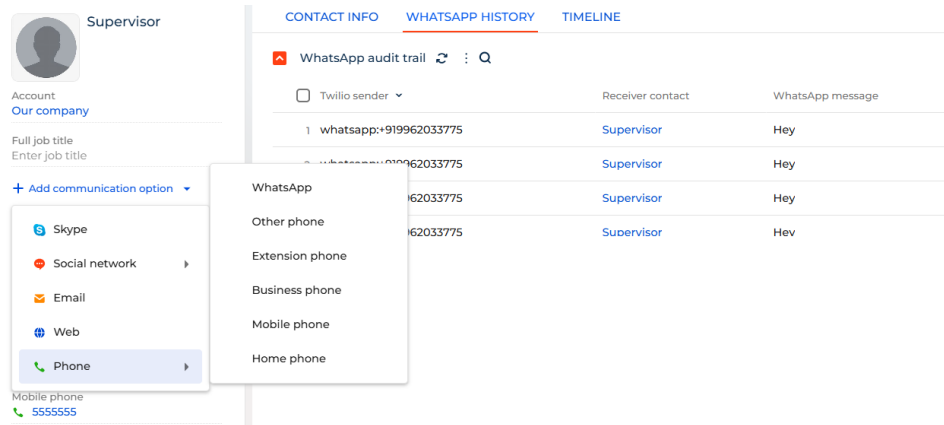 Supervisor
Account
Our company
Full job title
Enter job title
+ Add communication option
Skype
Social network
Email
Web
Phone
WhatsApp
Other phone
Extension phone
Business phone
Mobile phone
Home phone
Mobile phone
5555555
CONTACT INFO WHATSAPP HISTORY TIMELINE
WhatsApp audit trail
Twilio sender Receiver contact WhatsApp message
1 whatsapp:+919962033775 Supervisor Hey
Supervisor Hey
Supervisor Hey
Supervisor Hey